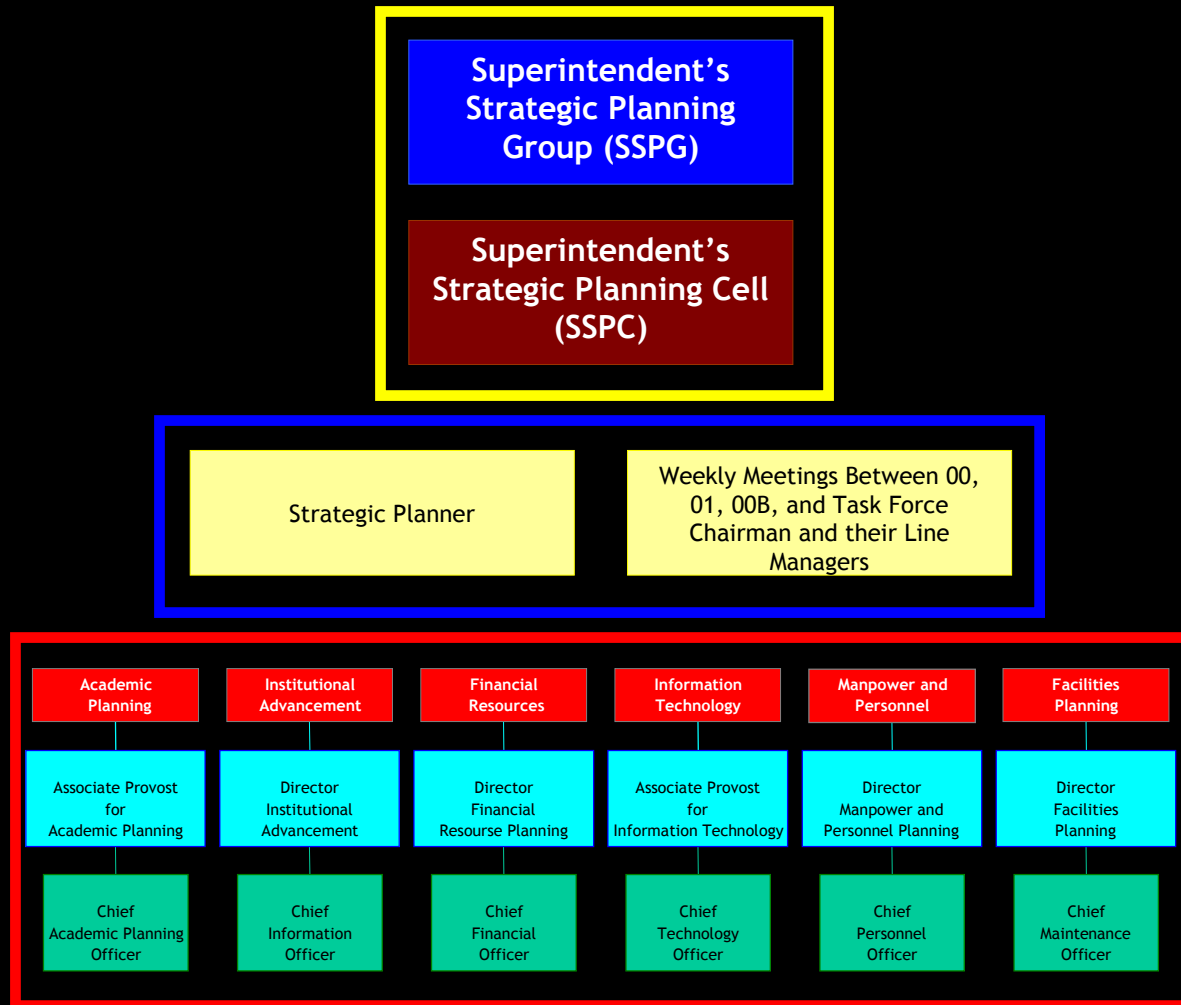 Superintendent’s
Strategic Planning
Group (SSPG)
Superintendent’s
Strategic Planning Cell
(SSPC)
Strategic Planner
Weekly Meetings Between 00,
01, 00B, and Task Force
Chairman and their Line
Managers
Academic
Planning
Institutional
Advancement
Financial
Resources
Information
Technology
Manpower and
Personnel
Facilities
Planning
Associate Provost
for
Academic Planning
Director
Institutional
Advancement
Director
Financial
Resourse Planning
Associate Provost
for
Information Technology
Director
Manpower and
Personnel Planning
Director
Facilities
Planning
Chief
Academic Planning
Officer
Chief
Information
Officer
Chief
Financial
Officer
Chief
Technology
Officer
Chief
Personnel
Officer
Chief
Maintenance
Officer